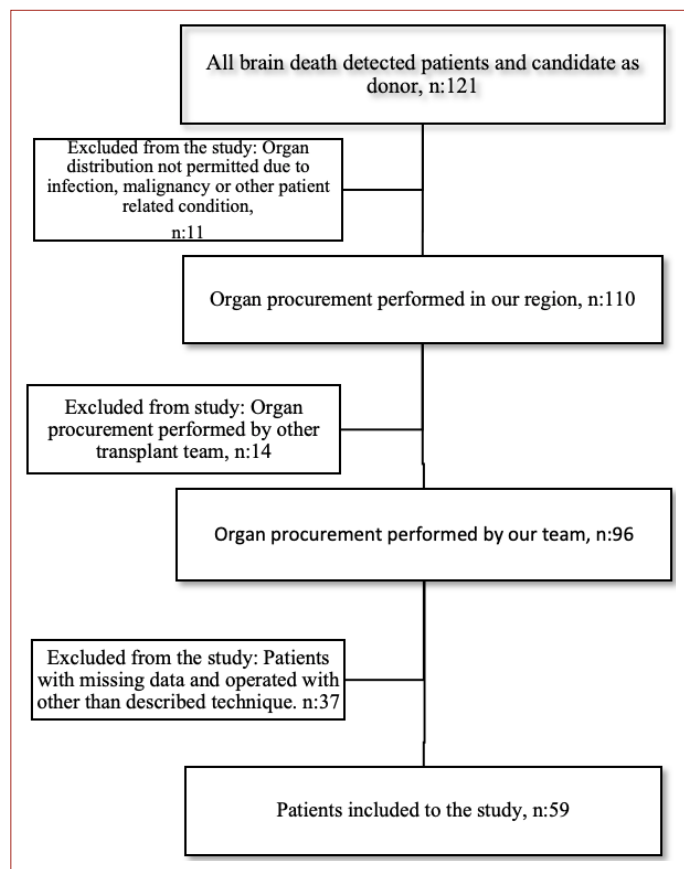 All brain death detected patients and candidate as
donor, n:121
Excluded from the study: Organ
distribution not permitted due to
infection, malignancy or other patient
related condition,
n:11
Organ procurement performed in our region, n:110
Excluded from study: Organ
procurement performed by other
transplant team, n:14
Organ procurement performed by our team, n:96
Excluded from the study: Patients
with missing data and operated with
other than described technique. n:37
Patients included to the study, n:59